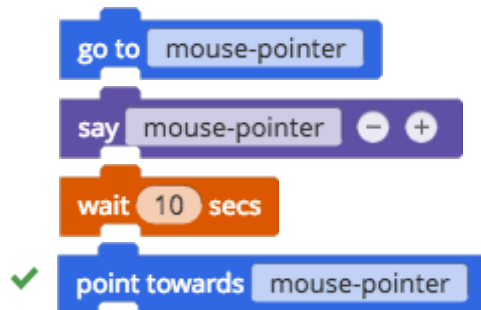 go to mouse-pointer
say mouse-pointer − +
wait 10 secs
point towards mouse-pointer